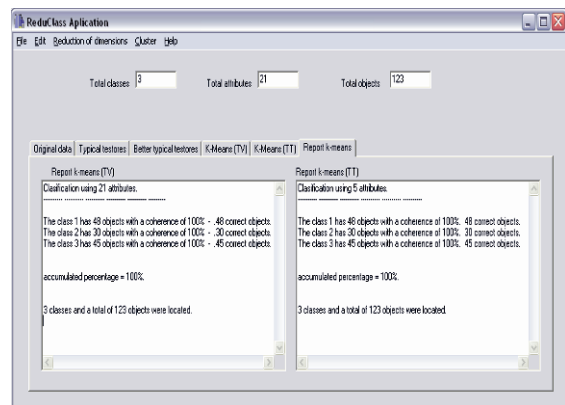 ReduClass Aplication
File Edit Reduction of dimensions Cluster Help
Total classes 3 Total attributes 21 Total objects 123
Original data Typical testores Better typical testores K-Means (TV) K-Means (TT) Report k-means
Report k-means (TV)
Clasification using 21 attributes.
--------- --------- --------- -------- -------- -------
The class 1 has 48 objects with a coherence of 100% - .48 correct objects.
The class 2 has 30 objects with a coherence of 100% - .30 correct objects.
The class 3 has 45 objects with a coherence of 100% - .45 correct objects.
accumulated percentage = 100%.
3 classes and a total of 123 objects were located.
Report k-means (TT)
Clasification using 5 attributes.
--------- --------- --------- -------- -------- -------
The class 1 has 48 objects with a coherence of 100%. 48 correct objects.
The class 2 has 30 objects with a coherence of 100%. 30 correct objects.
The class 3 has 45 objects with a coherence of 100%. 45 correct objects.
accumulated percentage = 100%.
3 classes and a total of 123 objects were located.